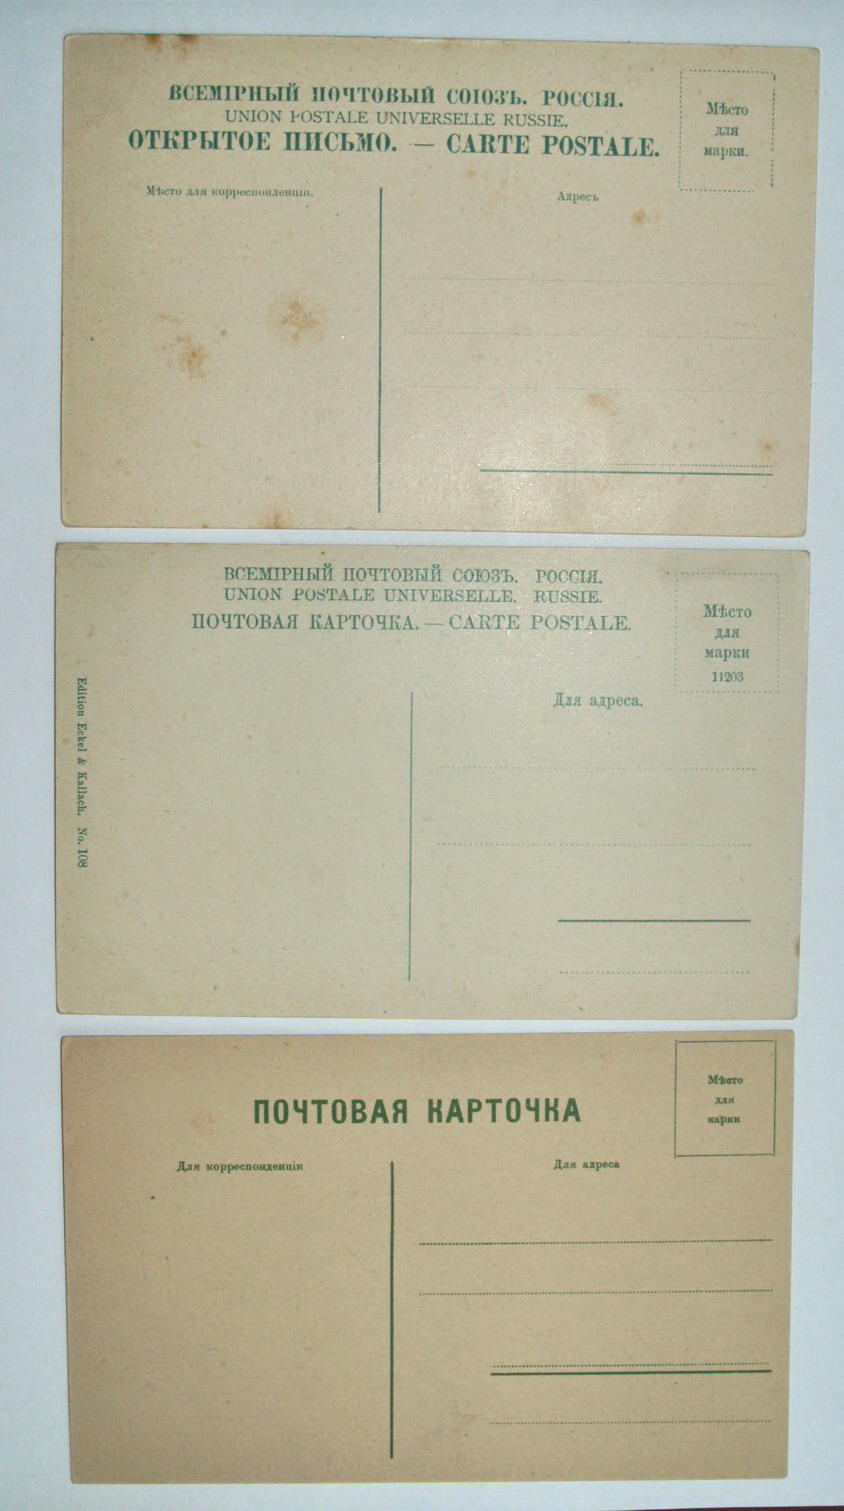 ВСЕМІРНЫЙ ПОЧТОВЫЙ СОЮЗЪ. РОССІЯ.
UNION POSTALE UNIVERSELLE RUSSIE.
ОТКРЫТОЕ ПИСЬМО. — CARTE POSTALE.
Мѣсто
для
марки.
Мѣсто для корреспонденціи.
Адресъ
ВСЕМІРНЫЙ ПОЧТОВЫЙ СОЮЗЪ. РОССІЯ.
UNION POSTALE UNIVERSELLE. RUSSIE.
ПОЧТОВАЯ КАРТОЧКА. — CARTE POSTALE.
Мѣсто
для
марки
11203
Для адреса.
Edition Eckel & Kallach. No. 108
ПОЧТОВАЯ КАРТОЧКА
Мѣсто
для
марки
Для корреспонденціи
Для адреса